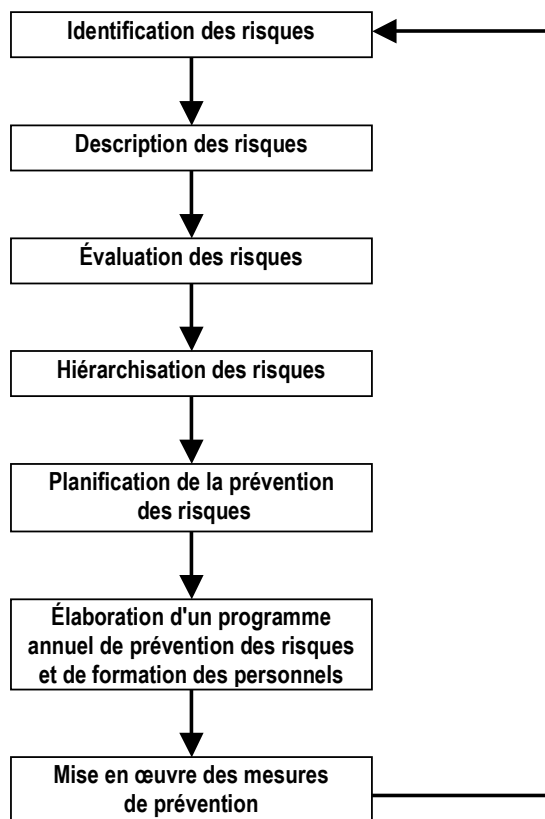 Identification des risques
Description des risques
Évaluation des risques
Hiérarchisation des risques
Planification de la prévention
des risques
Élaboration d'un programme
annuel de prévention des risques
et de formation des personnels
Mise en œuvre des mesures
de prévention